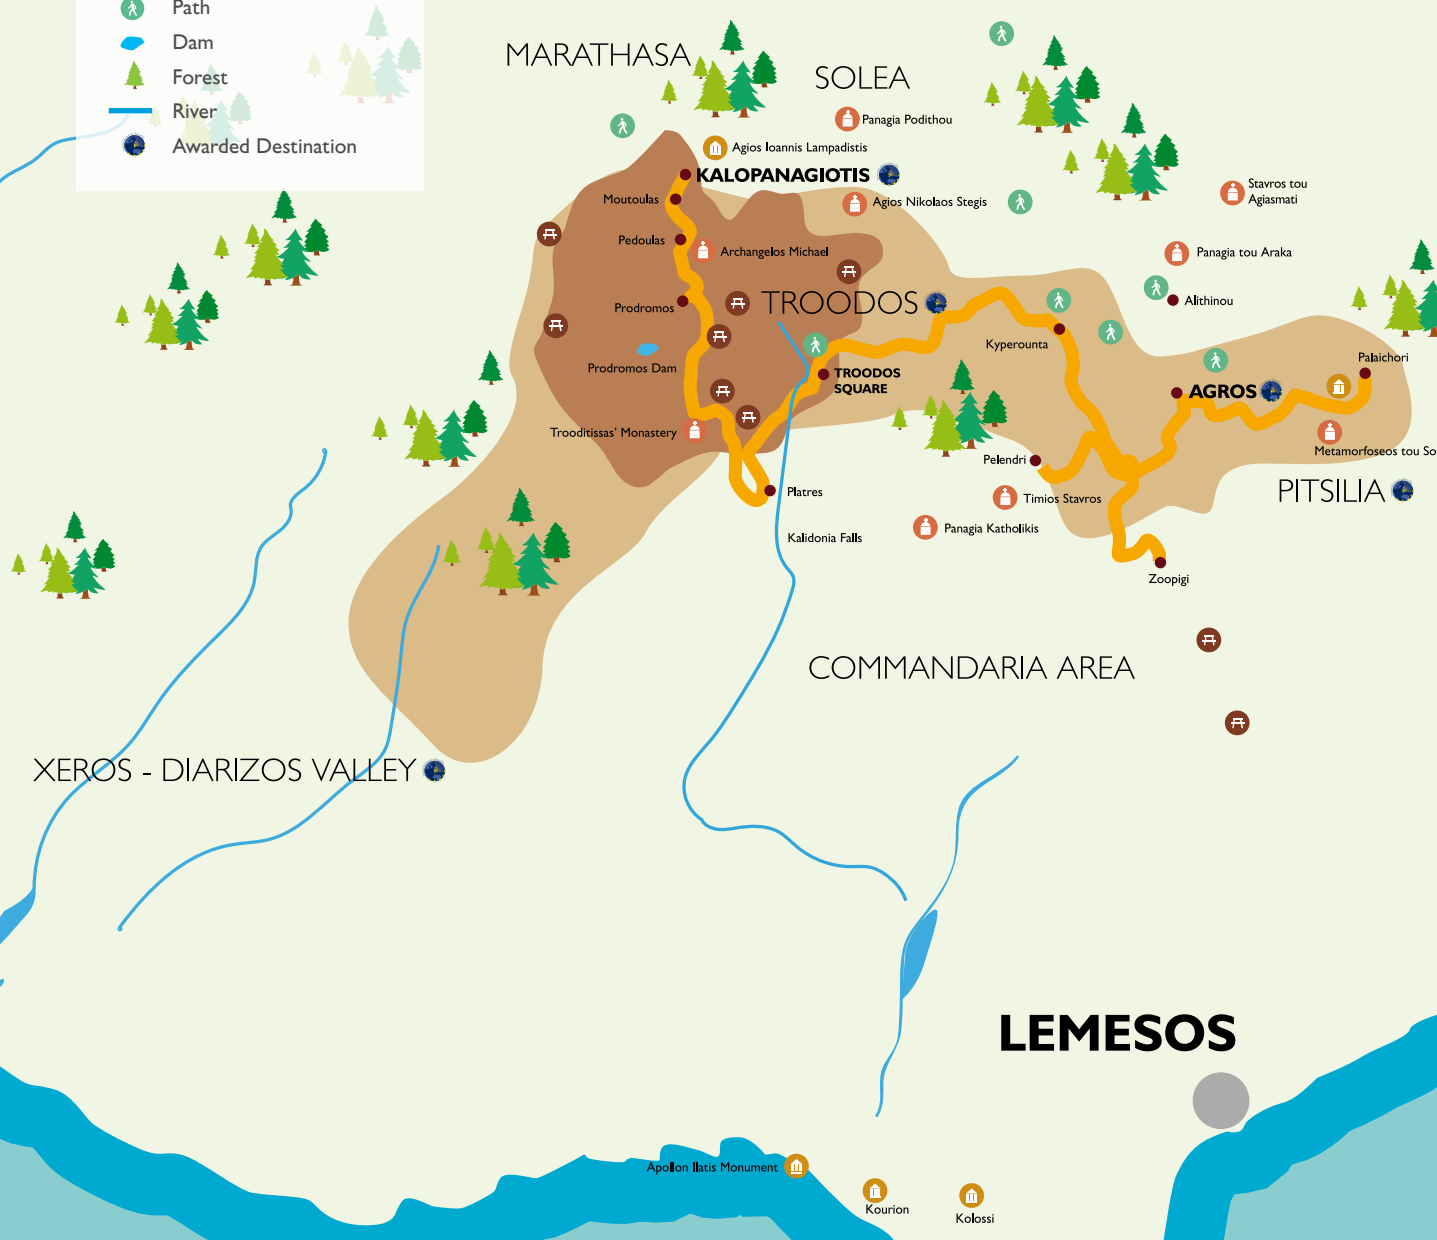 Path
Dam
Forest
River
Awarded Destination
MARATHASA
SOLEA
Panagia Podithou
Agios Ioannis Lampadistis
KALOPANAGIOTIS
Moutoulas
Agios Nikolaos Stegis
Stavros tou
Agiasmati
Pedoulas
Archangelos Michael
Panagia tou Araka
Prodromos
TROODOS
Alithinou
Kyperounta
Prodromos Dam
TROODOS
SQUARE
Palaichori
AGROS
Trooditissas' Monastery
Metamorfoseos tou So
Pelendri
Platres
Timios Stavros
PITSILIA
Panagia Katholikis
Kalidonia Falls
Zoopigi
COMMANDARIA AREA
XEROS - DIARIZOS VALLEY
LEMESOS
Apollon Ilatis Monument
Kourion
Kolossi